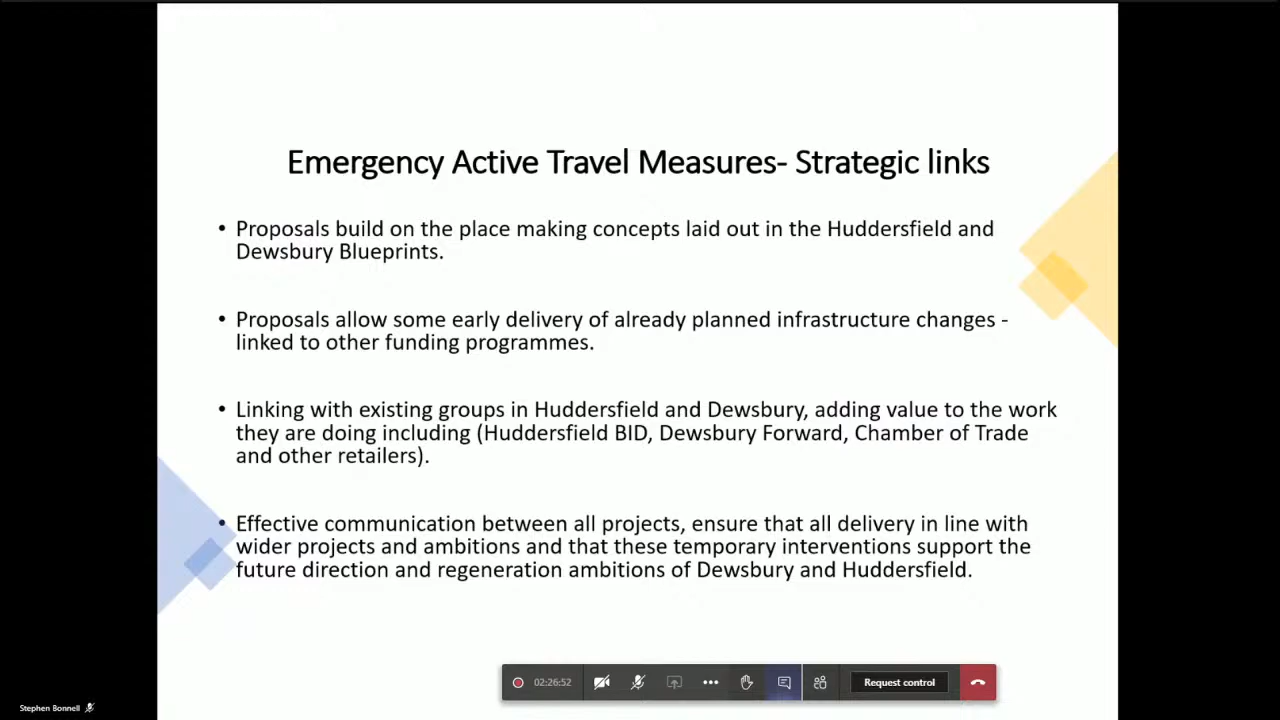 Emergency Active Travel Measures- Strategic links
• Proposals build on the place making concepts laid out in the Huddersfield and
Dewsbury Blueprints.
• Proposals allow some early delivery of already planned infrastructure changes -
linked to other funding programmes.
• Linking with existing groups in Huddersfield and Dewsbury, adding value to the work
they are doing including (Huddersfield BID, Dewsbury Forward, Chamber of Trade
and other retailers).
• Effective communication between all projects, ensure that all delivery in line with
wider projects and ambitions and that these temporary interventions support the
future direction and regeneration ambitions of Dewsbury and Huddersfield.
02:26:52
Request control
Stephen Bonnell